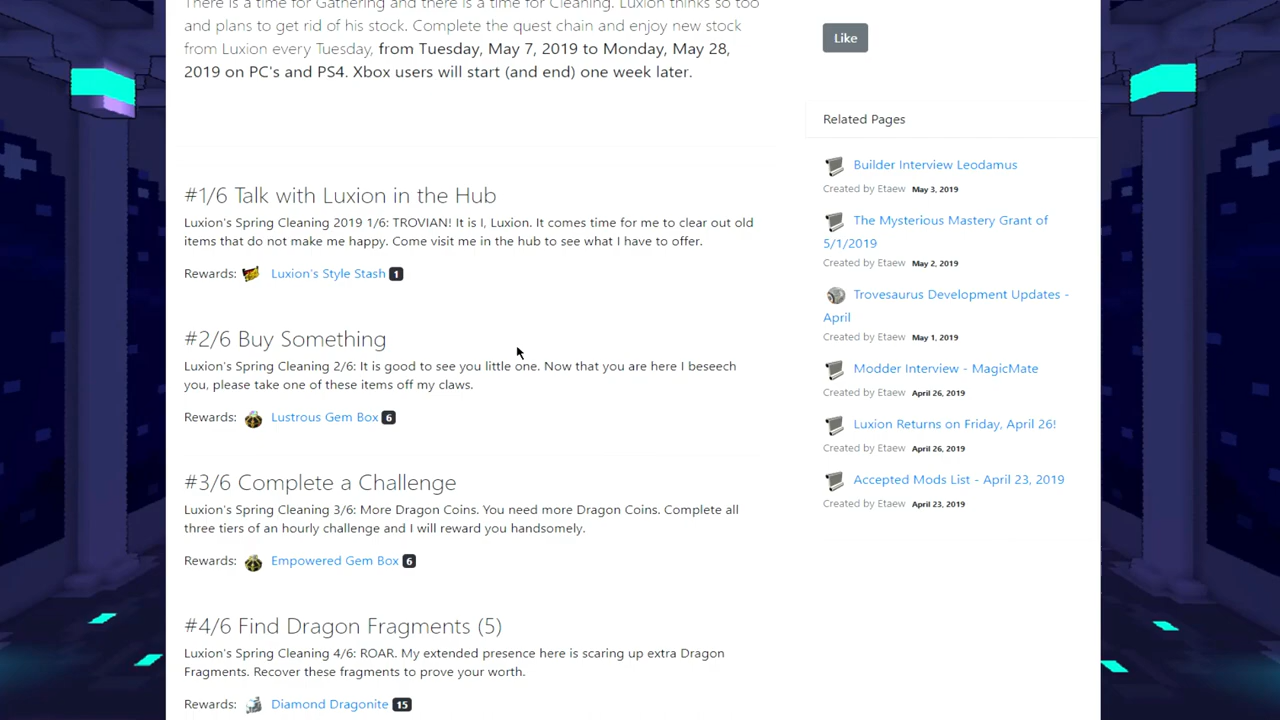 There is a time for Gathering and there is a time for Cleaning. Luxion thinks so too
and plans to get rid of his stock. Complete the quest chain and enjoy new stock
from Luxion every Tuesday, from Tuesday, May 7, 2019 to Monday, May 28,
2019 on PC's and PS4. Xbox users will start (and end) one week later.
#1/6 Talk with Luxion in the Hub
Luxion's Spring Cleaning 2019 1/6: TROVIAN! It is I, Luxion. It comes time for me to clear out old
items that do not make me happy. Come visit me in the hub to see what I have to offer.
Rewards: Luxion's Style Stash 1
#2/6 Buy Something
Luxion's Spring Cleaning 2/6: It is good to see you little one. Now that you are here I beseech
you, please take one of these items off my claws.
Rewards: Lustrous Gem Box 6
#3/6 Complete a Challenge
Luxion's Spring Cleaning 3/6: More Dragon Coins. You need more Dragon Coins. Complete all
three tiers of an hourly challenge and I will reward you handsomely.
Rewards: Empowered Gem Box 6
#4/6 Find Dragon Fragments (5)
Luxion's Spring Cleaning 4/6: ROAR. My extended presence here is scaring up extra Dragon
Fragments. Recover these fragments to prove your worth.
Rewards: Diamond Dragonite 15
Like
Related Pages
Builder Interview Leodamus
Created by Etaew May 3, 2019
The Mysterious Mastery Grant of
5/1/2019
Created by Etaew May 2, 2019
Trovesaurus Development Updates -
April
Created by Etaew May 1, 2019
Modder Interview - MagicMate
Created by Etaew April 26, 2019
Luxion Returns on Friday, April 26!
Created by Etaew April 26, 2019
Accepted Mods List - April 23, 2019
Created by Etaew April 23, 2019